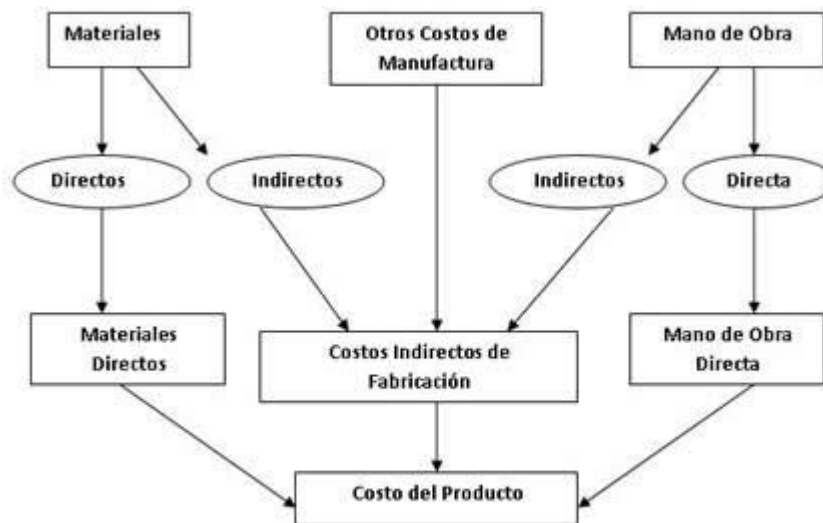 Materiales
Otros Costos de
Manufactura
Mano de Obra
Directos
Indirectos
Indirectos
Directa
Materiales
Directos
Costos Indirectos de
Fabricación
Mano de Obra
Directa
Costo del Producto